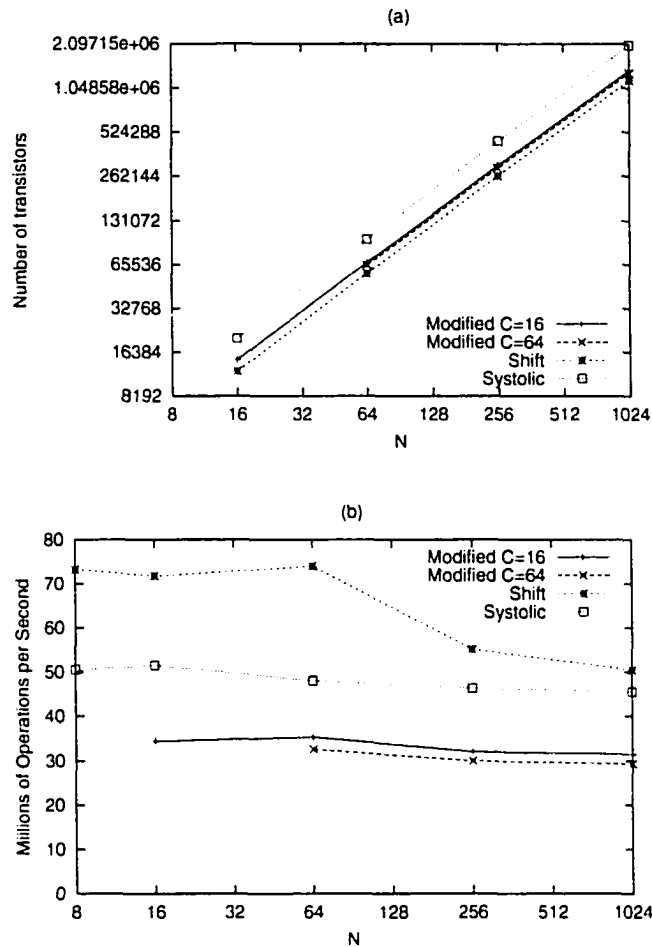 (a)
2.09715e+06
1.04858e+06
524288
262144
131072
65536
32768
16384
8192
Number of transistors
Modified C=16
Modified C=64
Shift
Systolic
8 16 32 64 128 256 512 1024
N
(b)
80
70
60
50
40
30
20
10
0
Millions of Operations per Second
Modified C=16
Modified C=64
Shift
Systolic
8 16 32 64 128 256 512 1024
N